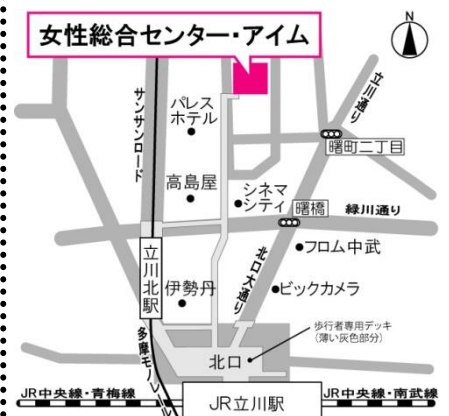 女性総合センター・アイム
N
サンサンロード
パレス
ホテル
立川通り
曙町二丁目
高島屋
シネマ
シティ
曙橋
緑川通り
フロム中武
立川北駅
北口大通り
伊勢丹
ビックカメラ
多摩モノレール
歩行者専用デッキ
(薄い灰色部分)
北口
JR中央線・青梅線
JR立川駅
JR中央線・南武線